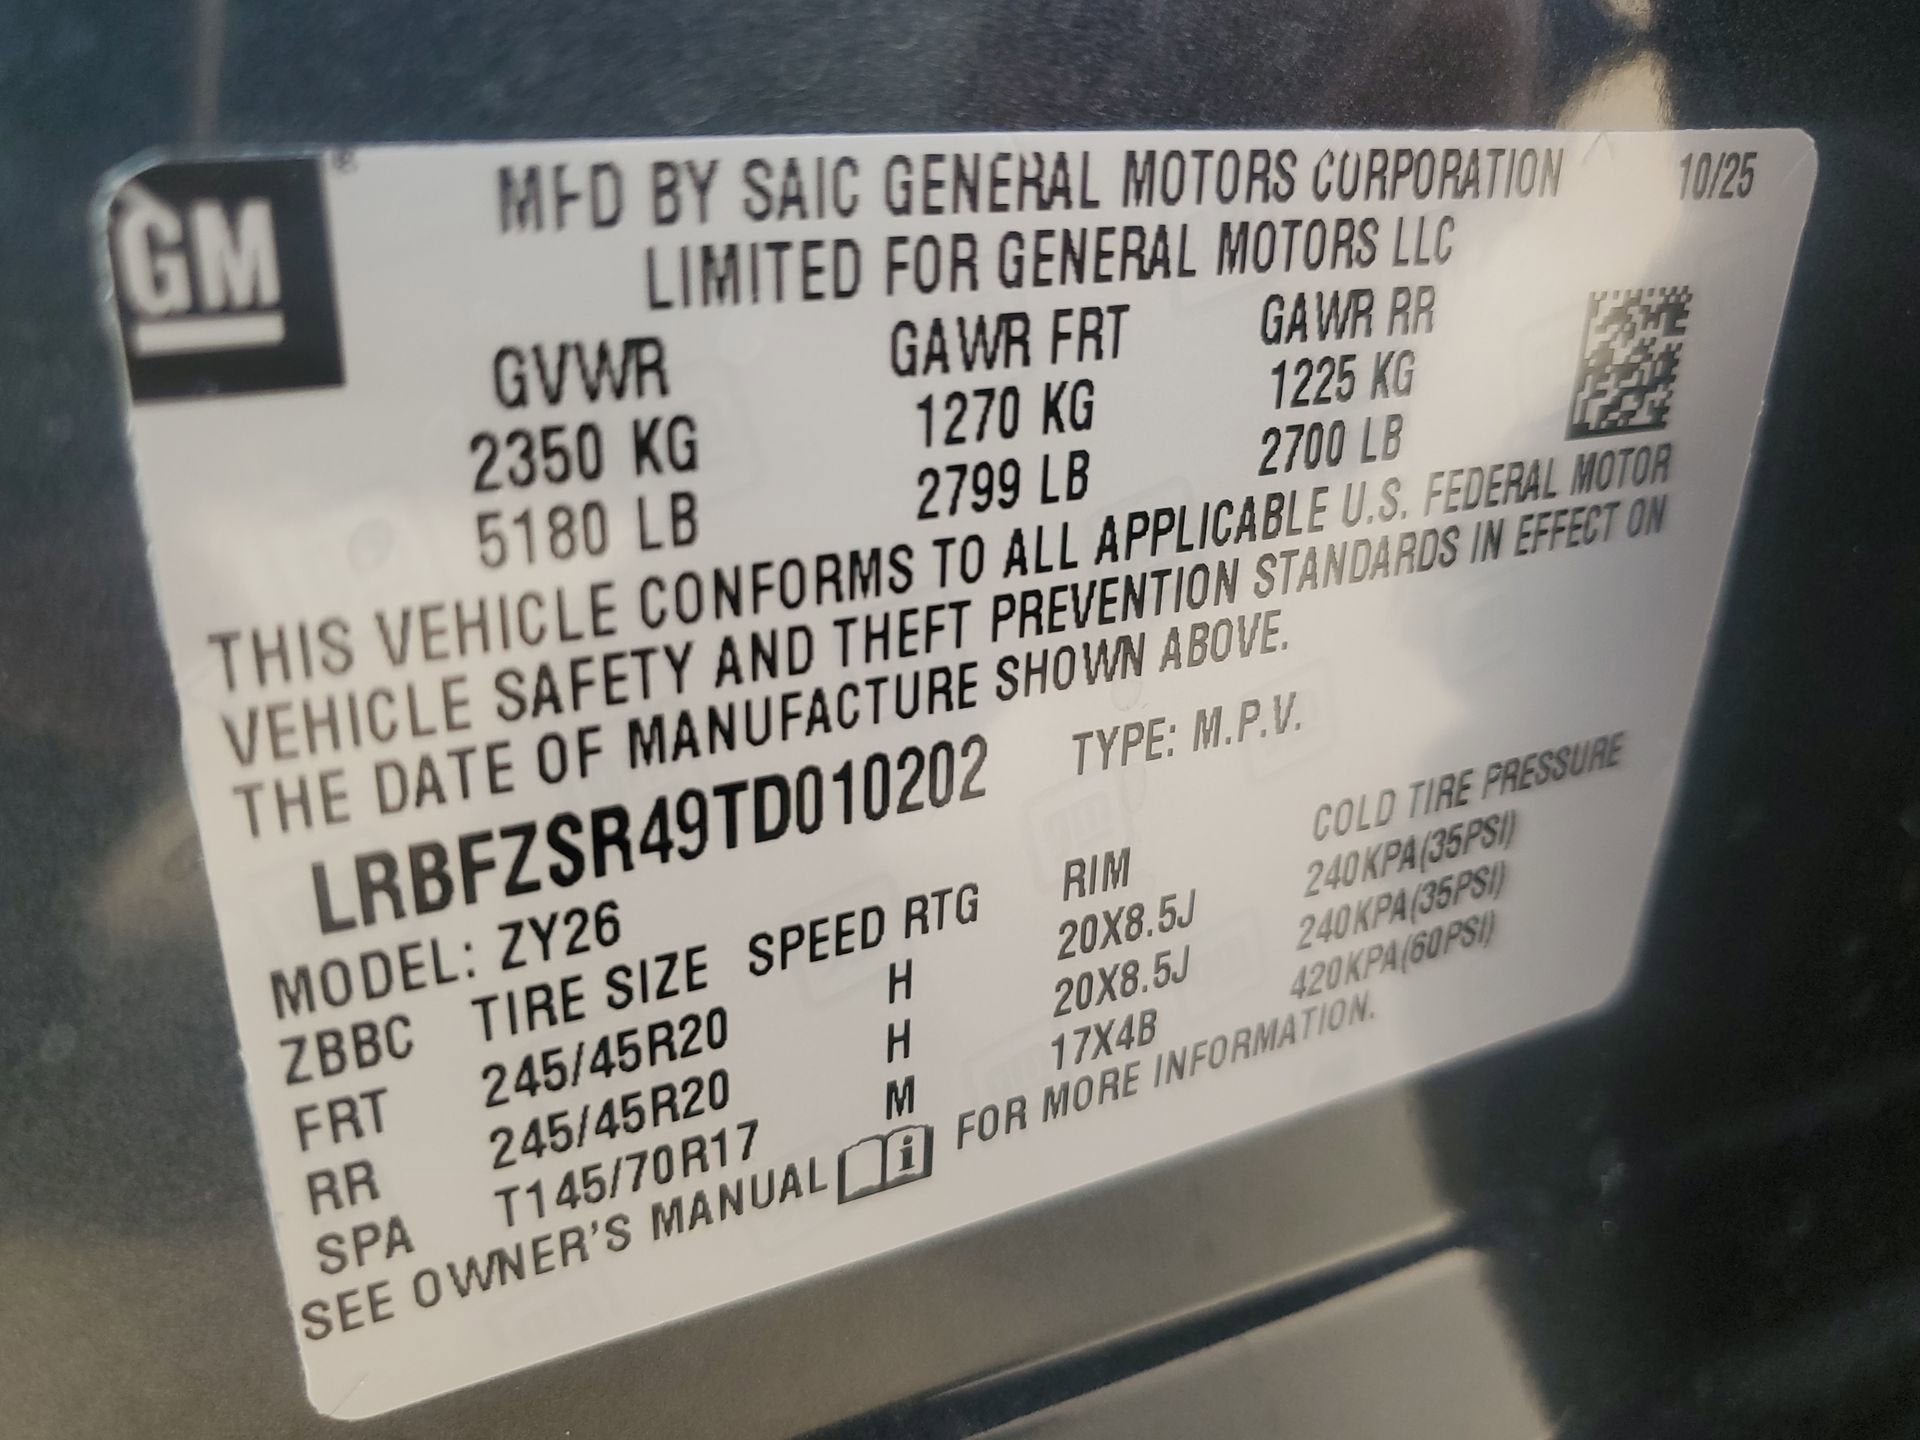 GM ®
MFD BY SAIC GENERAL MOTORS CORPORATION 10/25
LIMITED FOR GENERAL MOTORS LLC
GVWR GAWR FRT GAWR RR
2350 KG 1270 KG 1225 KG
5180 LB 2799 LB 2700 LB
THIS VEHICLE CONFORMS TO ALL APPLICABLE U.S. FEDERAL MOTOR
VEHICLE SAFETY AND THEFT PREVENTION STANDARDS IN EFFECT ON
THE DATE OF MANUFACTURE SHOWN ABOVE.
LRBFZSR49TD010202 TYPE: M.P.V.
MODEL: ZY26
ZBBC TIRE SIZE SPEED RTG RIM COLD TIRE PRESSURE
FRT 245/45R20 H 20X8.5J 240KPA(35PSI)
RR 245/45R20 H 20X8.5J 240KPA(35PSI)
SPA T145/70R17 M 17X4B 420KPA(60PSI)
SEE OWNER'S MANUAL i FOR MORE INFORMATION.